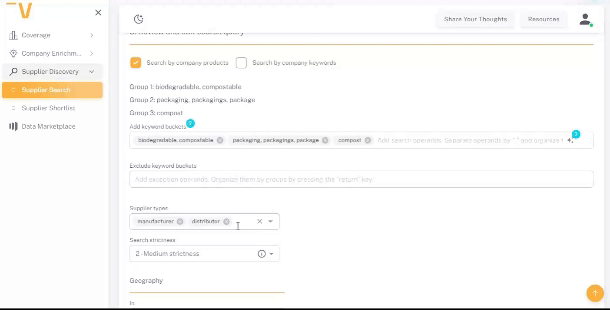 Share Your Thoughts
Resources
Coverage
Company Enrichm...
Supplier Discovery
Supplier Search
Supplier Shortlist
Data Marketplace
Search by company products
Search by company keywords
Group 1: biodegradable, compostable
Group 2: packaging, packagings, package
Group 3: compost
Add keyword buckets
biodegradable, compostable
packaging, packagings, package
compost
Add search operands. Separate operands by "," and organize t
Exclude keyword buckets
Add exception operands. Organize them by groups by pressing the "return" key.
Supplier types
manufacturer
distributor
Search strictness
2 - Medium strictness
Geography
In